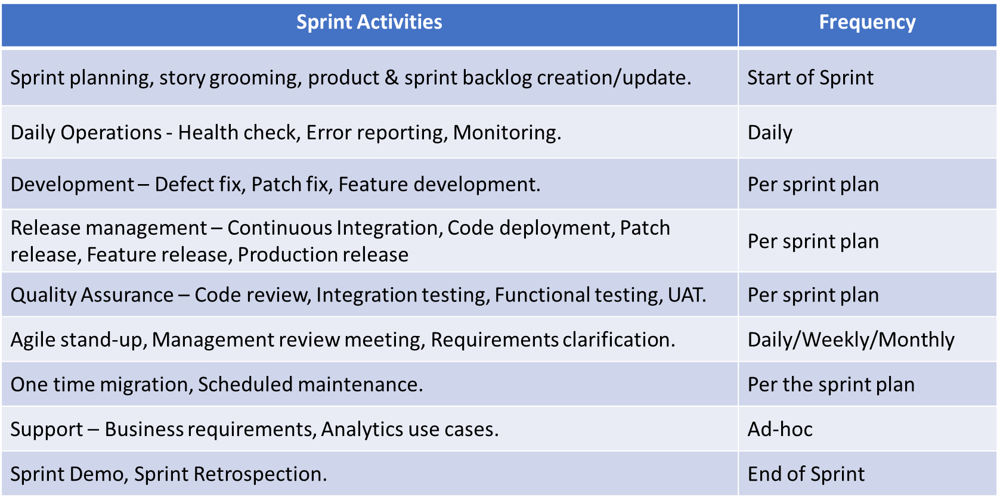 Sprint Activities
Frequency
Sprint planning, story grooming, product & sprint backlog creation/update.
Start of Sprint
Daily Operations - Health check, Error reporting, Monitoring.
Daily
Development – Defect fix, Patch fix, Feature development.
Per sprint plan
Release management – Continuous Integration, Code deployment, Patch
release, Feature release, Production release
Per sprint plan
Quality Assurance – Code review, Integration testing, Functional testing, UAT.
Per sprint plan
Agile stand-up, Management review meeting, Requirements clarification.
Daily/Weekly/Monthly
One time migration, Scheduled maintenance.
Per the sprint plan
Support – Business requirements, Analytics use cases.
Ad-hoc
Sprint Demo, Sprint Retrospection.
End of Sprint